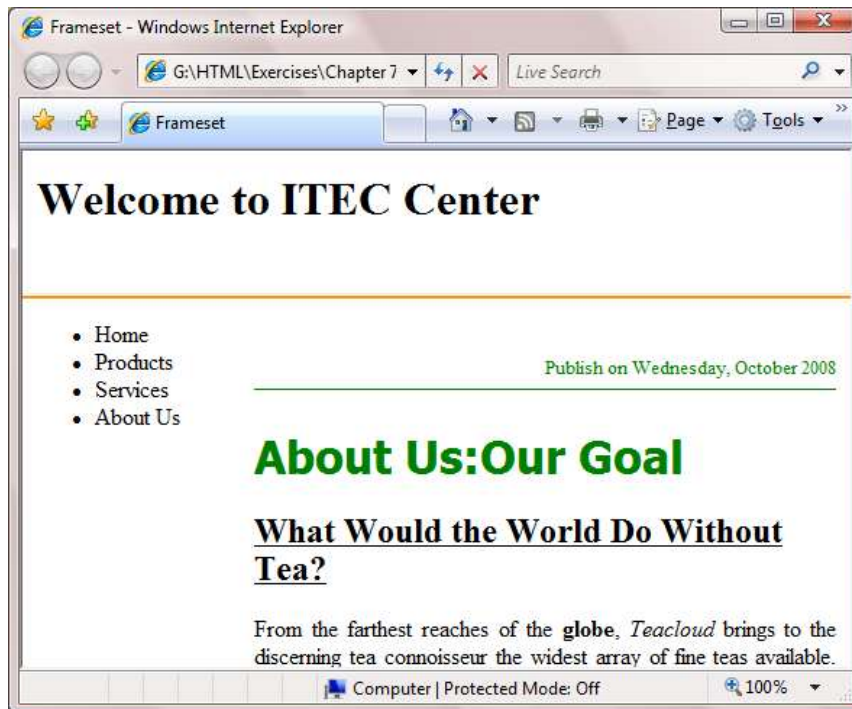 Frameset - Windows Internet Explorer
G:\HTML\Exercises\Chapter 7
Live Search
Frameset
Page
Tools
»
Welcome to ITEC Center
• Home
• Products
• Services
• About Us
Publish on Wednesday, October 2008
About Us:Our Goal
What Would the World Do Without
Tea?
From the farthest reaches of the globe, Teacloud brings to the
discerning tea connoisseur the widest array of fine teas available.
Computer | Protected Mode: Off
100%